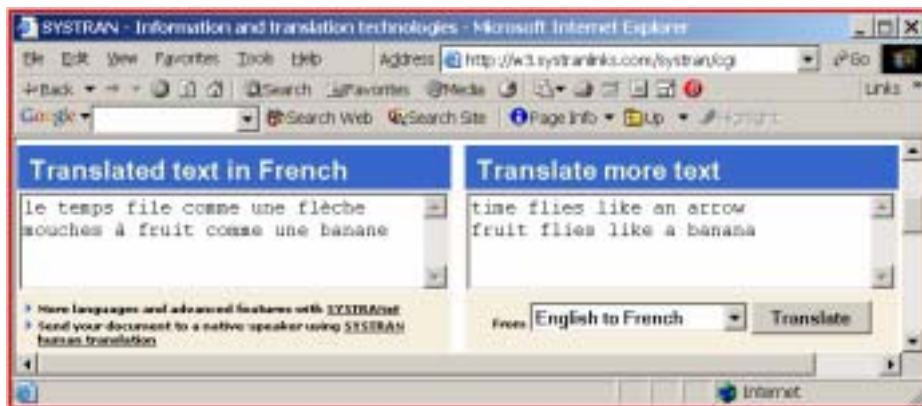 SYSTRAN - Information and translation technologies - Microsoft Internet Explorer
File Edit View Favorites Tools Help Address http://w3.systranlinks.com/systran/cgi Go
Back Search Favorites Media Links »
Google Search Web Search Site Page Info Up Highlight
Translated text in French
le temps file comme une flèche
mouches à fruit comme une banane
More languages and advanced features with SYSTRANet
Send your document to a native speaker using SYSTRAN
human translation
Translate more text
time flies like an arrow
fruit flies like a banana
From English to French Translate
Internet